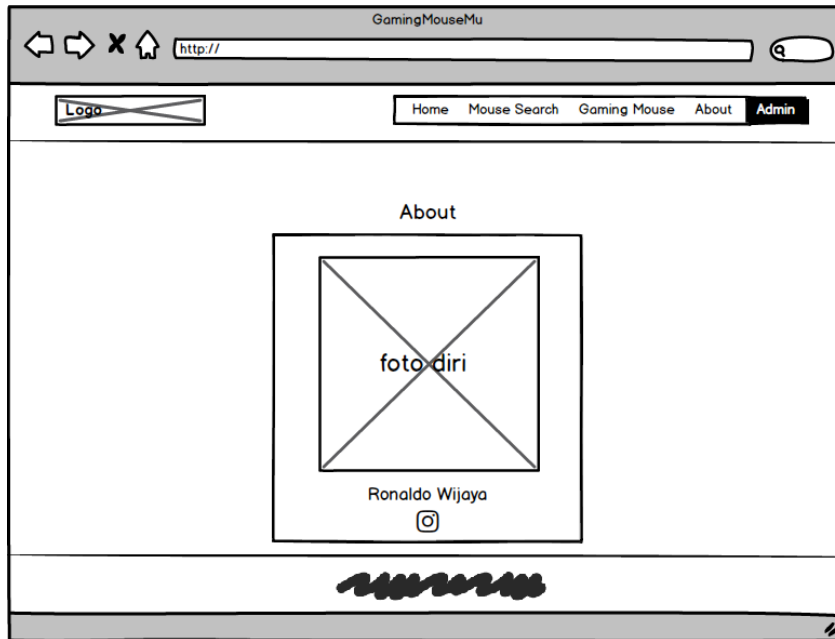 GamingMouseMu
http://
Logo
Home Mouse Search Gaming Mouse About Admin
About
foto diri
Ronaldo Wijaya